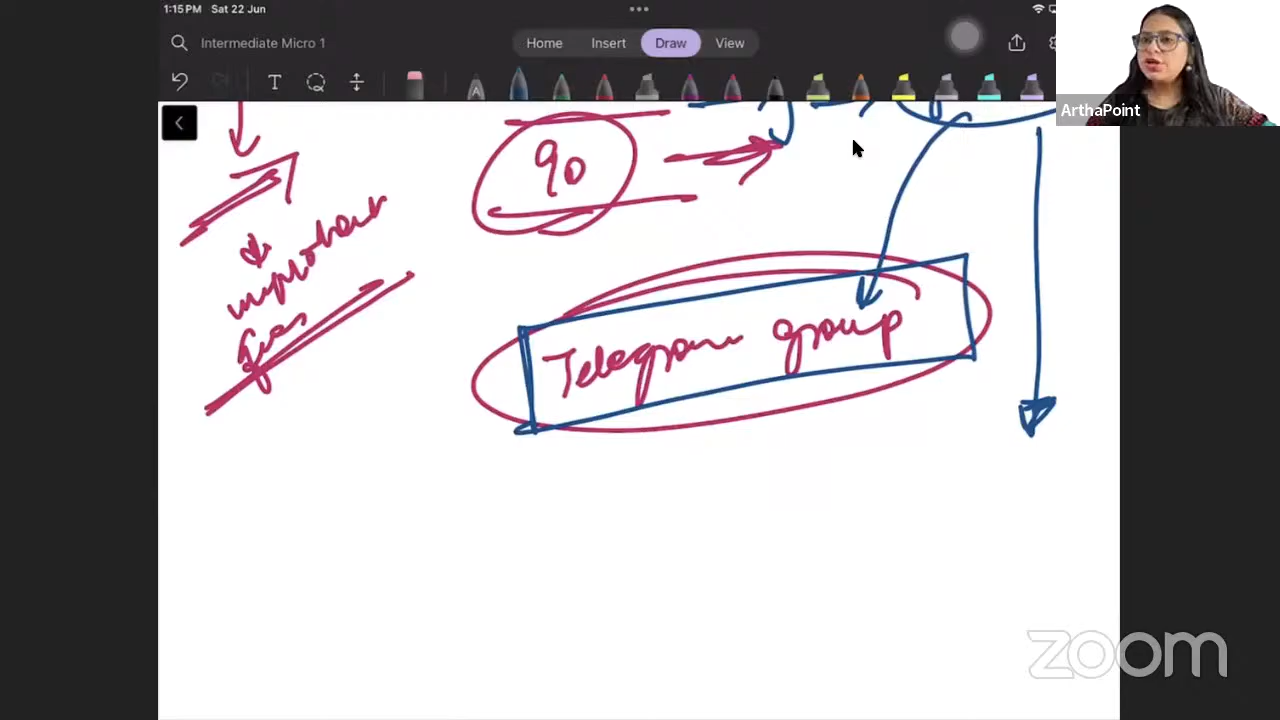 1:15 PM Sat 22 Jun
Intermediate Micro 1
Home Insert Draw View
ArthaPoint
90
important
ques
Telegram group
zoom